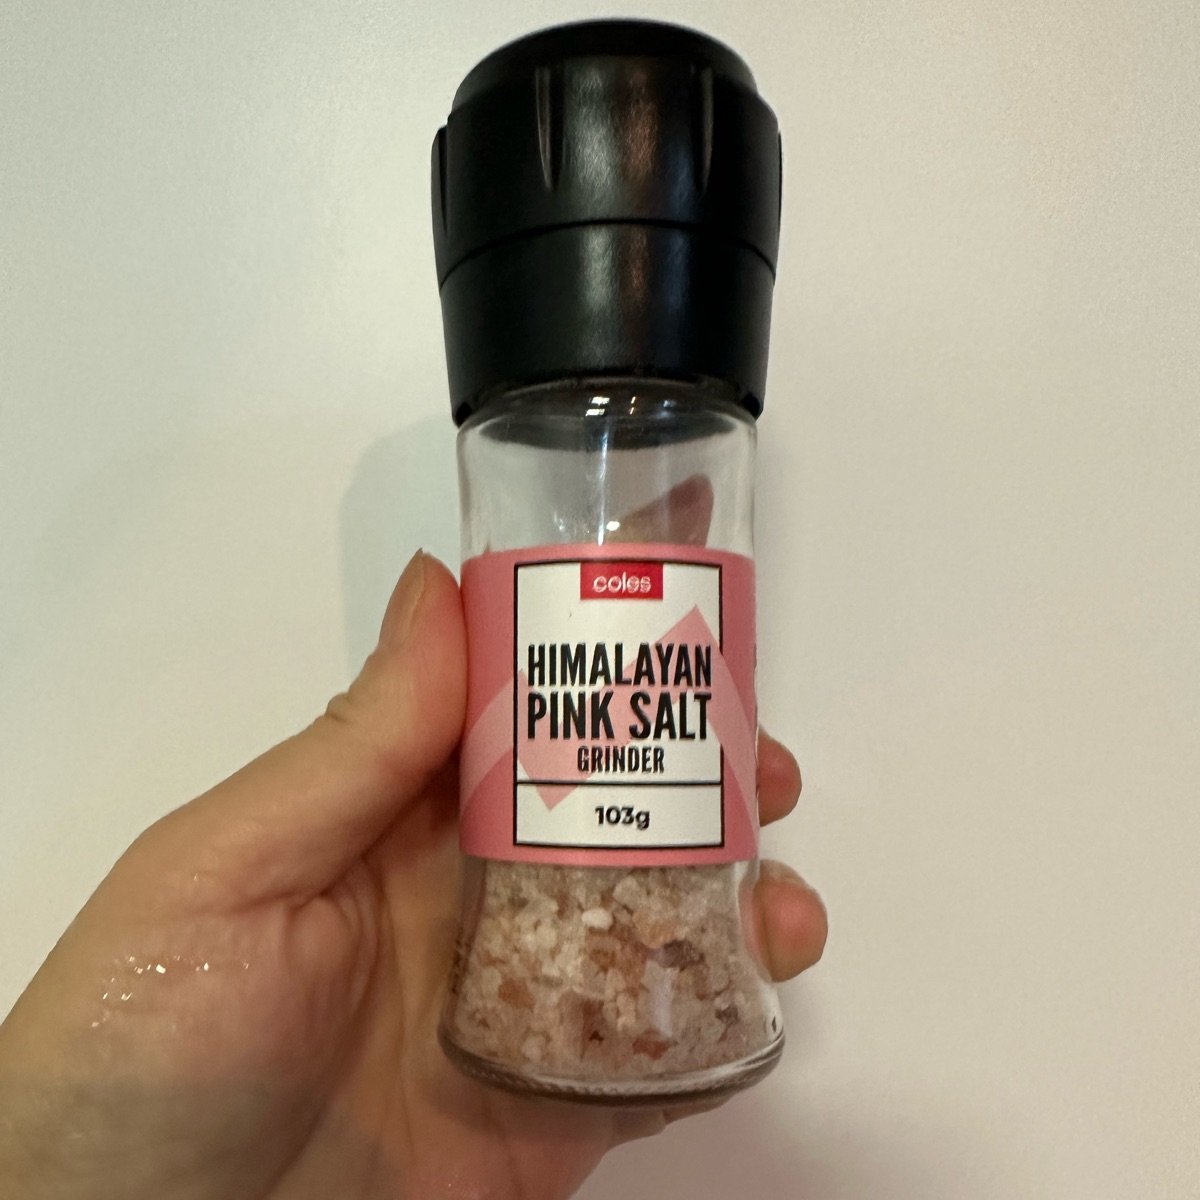 coles
HIMALAYAN
PINK SALT
GRINDER
103g